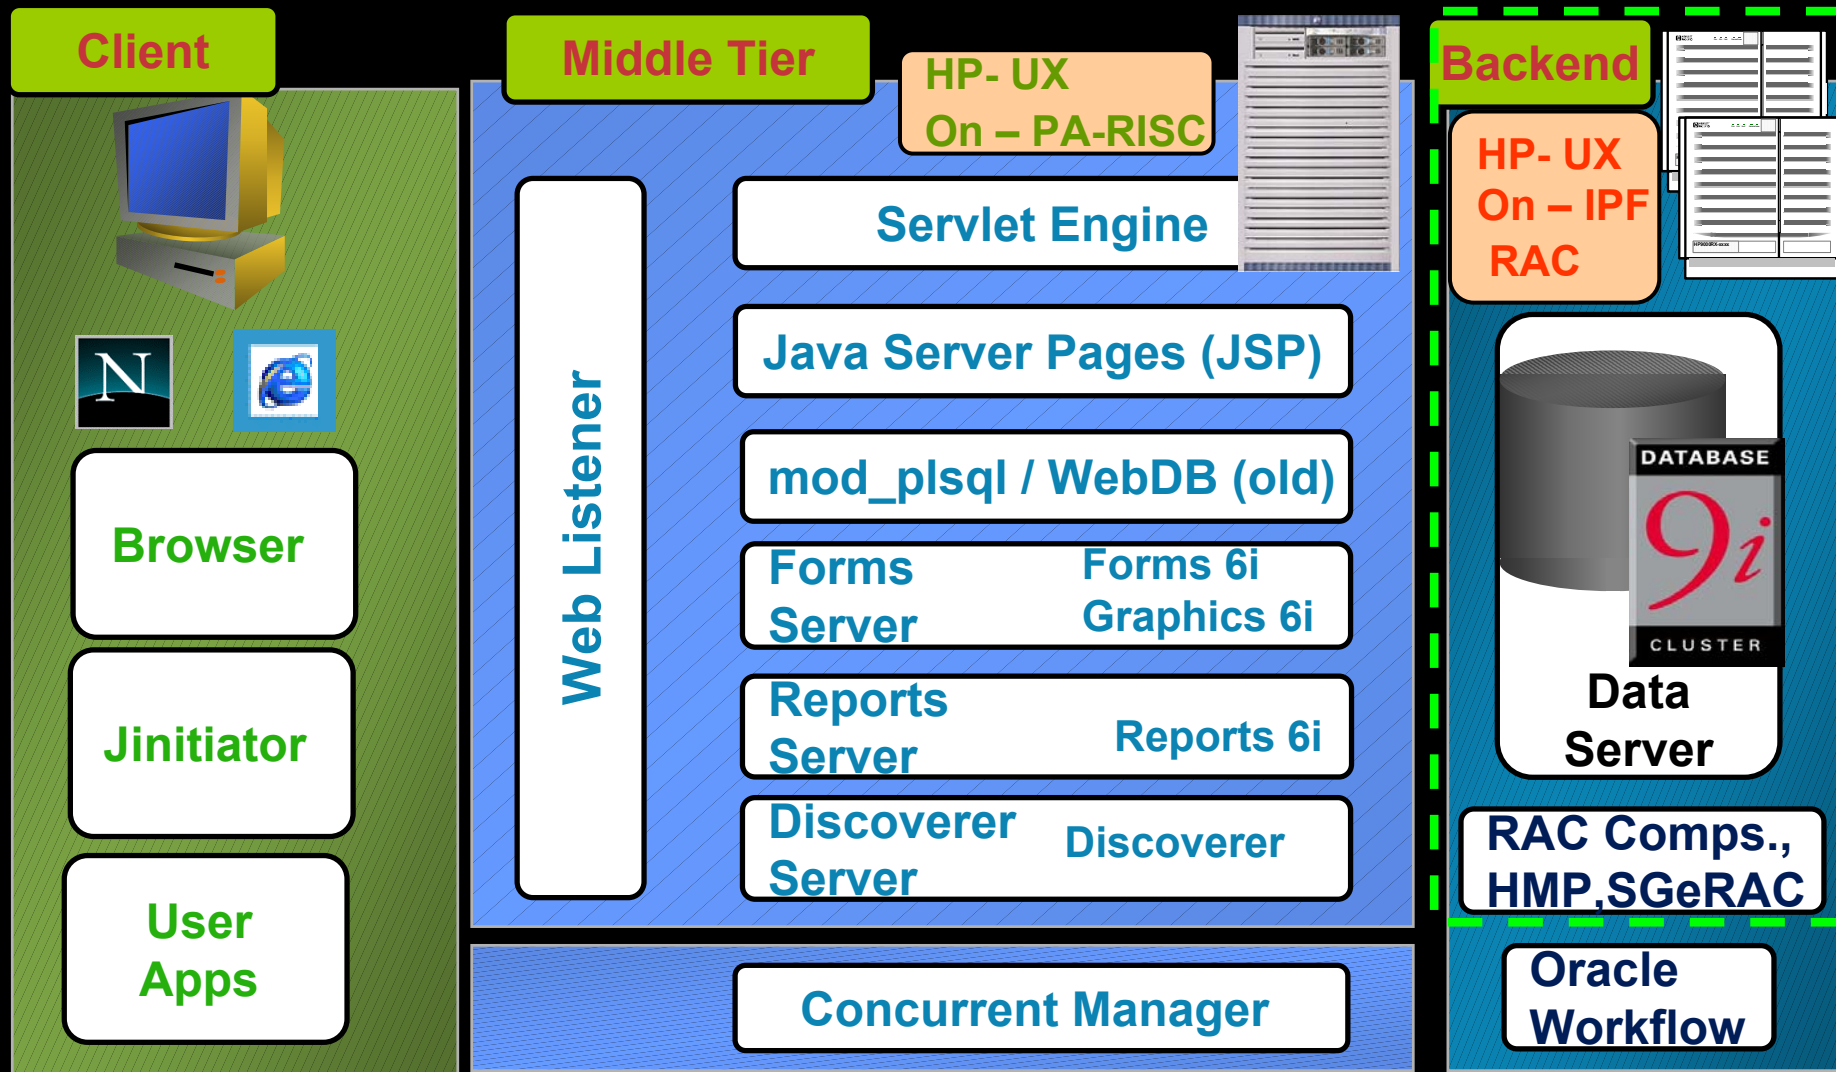 Client
Middle Tier
HP- UX
On – PA-RISC
Backend
HP- UX
On – IPF
RAC
N
e
Browser
Jinitiator
User
Apps
Web Listener
Servlet Engine
Java Server Pages (JSP)
mod_plsql / WebDB (old)
Forms
Server
Forms 6i
Graphics 6i
Reports
Server
Reports 6i
Discoverer
Server
Discoverer
Concurrent Manager
DATABASE
9i
CLUSTER
Data
Server
RAC Comps.,
HMP,SGeRAC
Oracle
Workflow